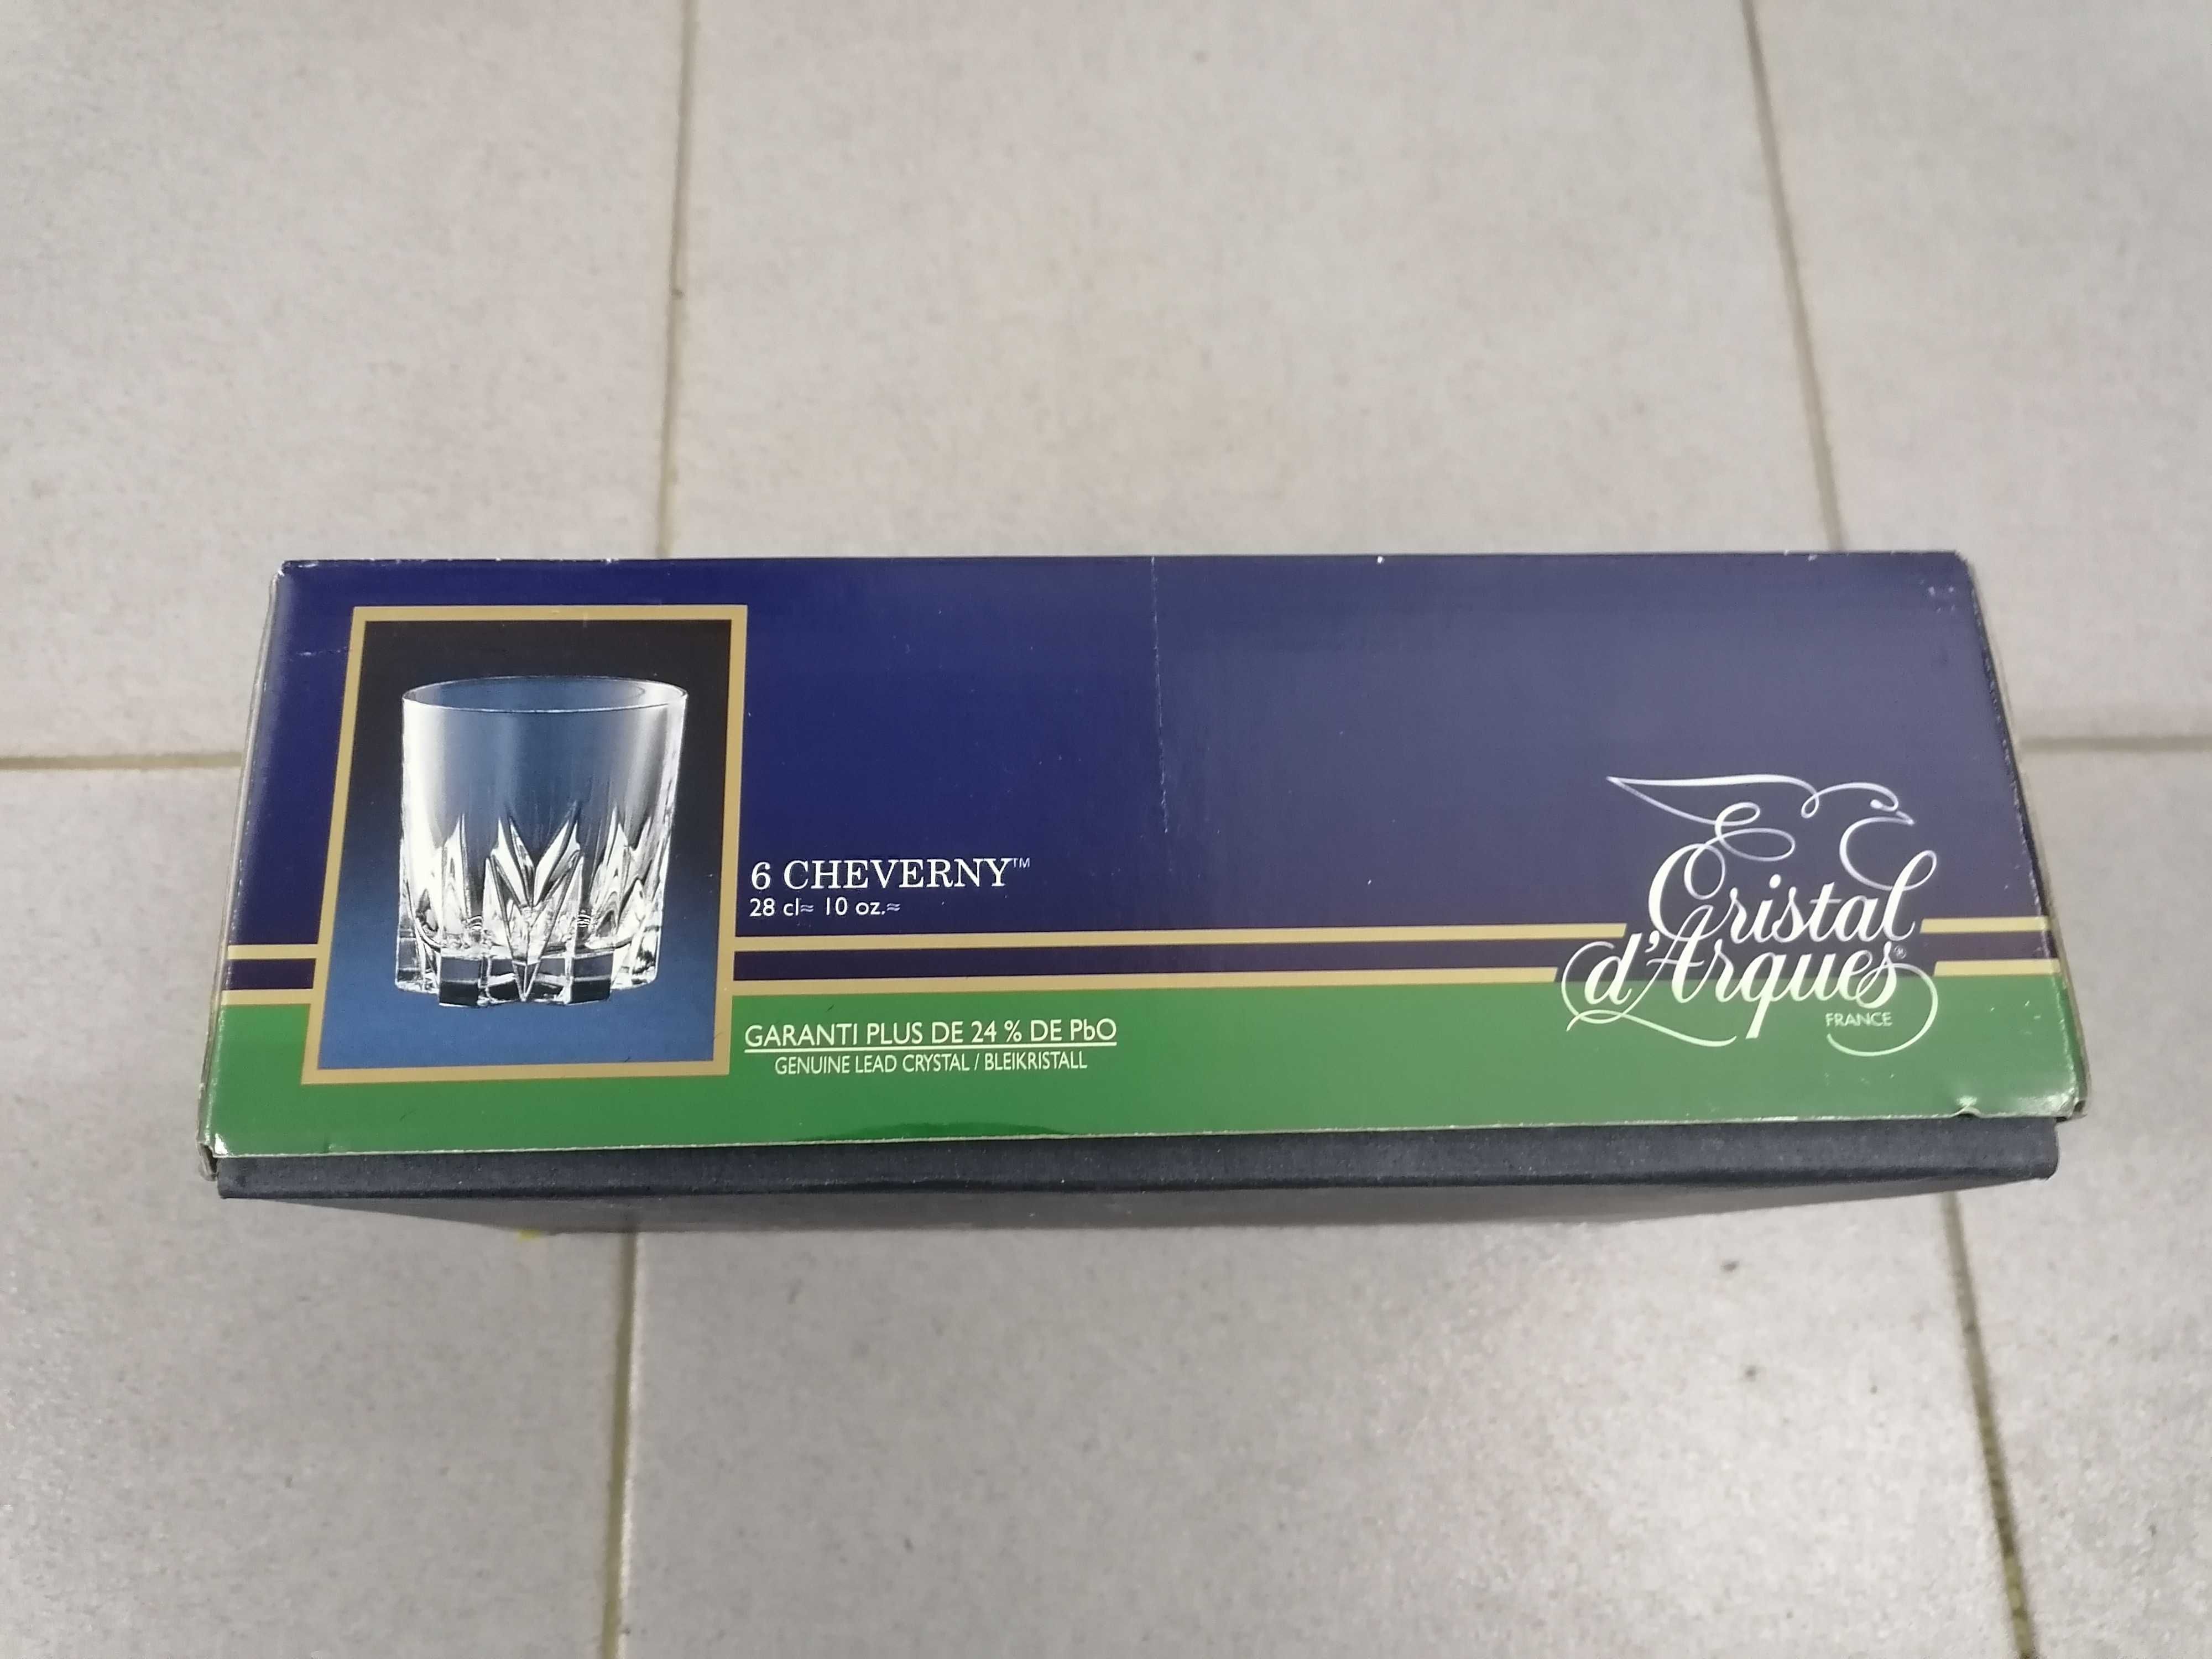 6 CHEVERNY™
28 cl≈ 10 oz.≈
GARANTI PLUS DE 24 % DE PbO
GENUINE LEAD CRYSTAL / BLEIKRISTALL
Cristal
d'Arques®
FRANCE